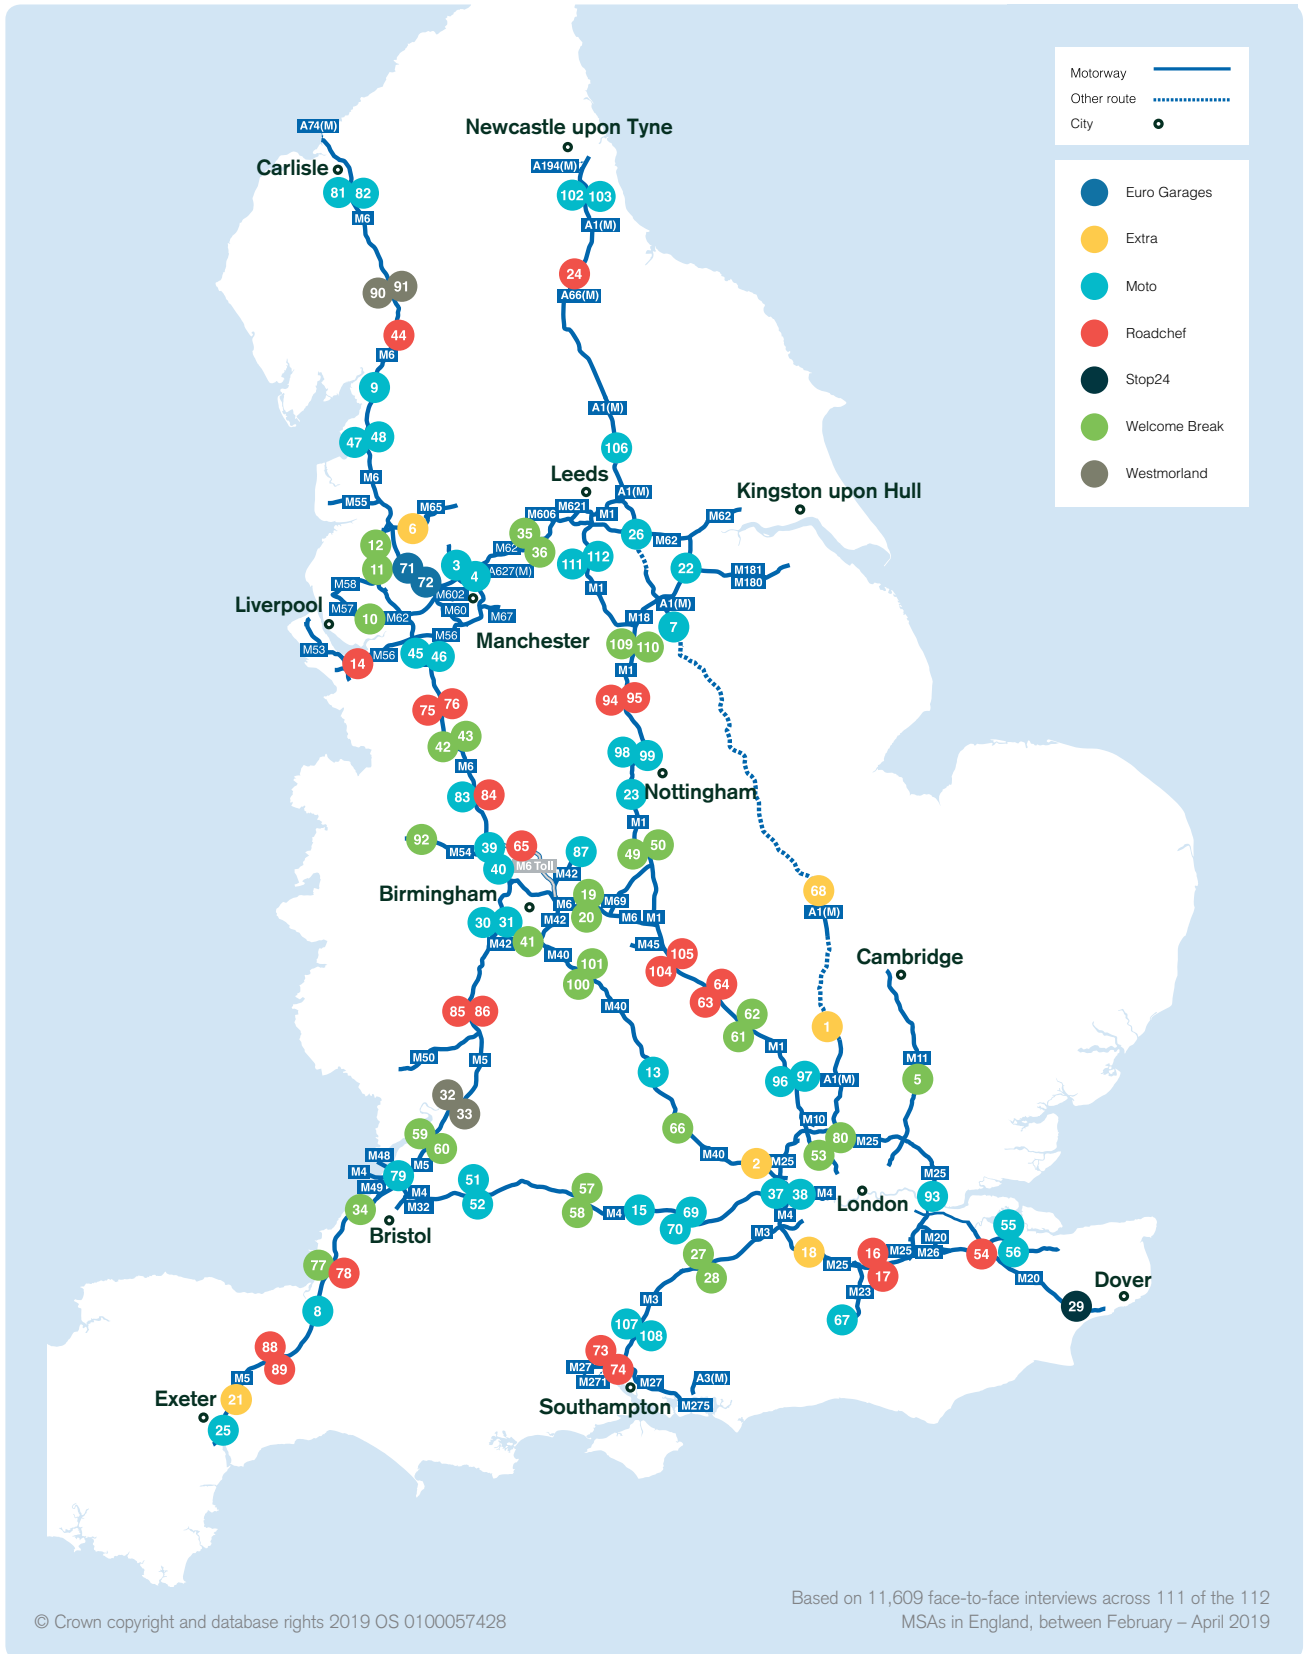 Motorway
Other route
City
Euro Garages
Extra
Moto
Roadchef
Stop24
Welcome Break
Westmorland
A74(M)
Newcastle upon Tyne
Carlisle
A194(M)
81 82
102 103
M6
A1(M)
24
90 91
A66(M)
44
M6
9
A1(M)
47 48
106
Leeds
M6
A1(M)
Kingston upon Hull
M55
M65
M621
M606
M1
M62
6
35
26
M62
12
36
M62
111 112
11
71
3
A627(M)
22
M181
M180
72
4
M58
M1
M602
Liverpool
M57
M60
A1(M)
10
M62
M67
M18
7
M56
Manchester
M53
109 110
M56
45 46
14
M1
75 76
94 95
42 43
98 99
M6
Nottingham
83 84
23
M1
92
39
65
87
49 50
M54
40
M6 Toll
M42
68
Birmingham
19
M69
M6
A1(M)
30 31
M42
20
M6
M1
M42
41
M45
105
M40
101
104
Cambridge
100
64
63
85 86
M40
62
1
61
M50
M5
M1
M11
13
96 97
A1(M)
5
32
33
M10
59
66
80
M25
60
53
M48
M5
M40
2
M25
M4
79
M25
M49
M4
51
57
37 38
M4
93
M32
52
58
M4
15
69
London
34
70
M4
Bristol
M3
55
M20
77
27
18
16
M25
M26
54
56
78
28
M25
17
M20
Dover
M23
M3
29
8
107
67
108
88
73
89
M27
74
M5
M271
M27
A3(M)
Exeter
21
Southampton
M275
25
Based on 11,609 face-to-face interviews across 111 of the 112
© Crown copyright and database rights 2019 OS 0100057428
MSAs in England, between February – April 2019